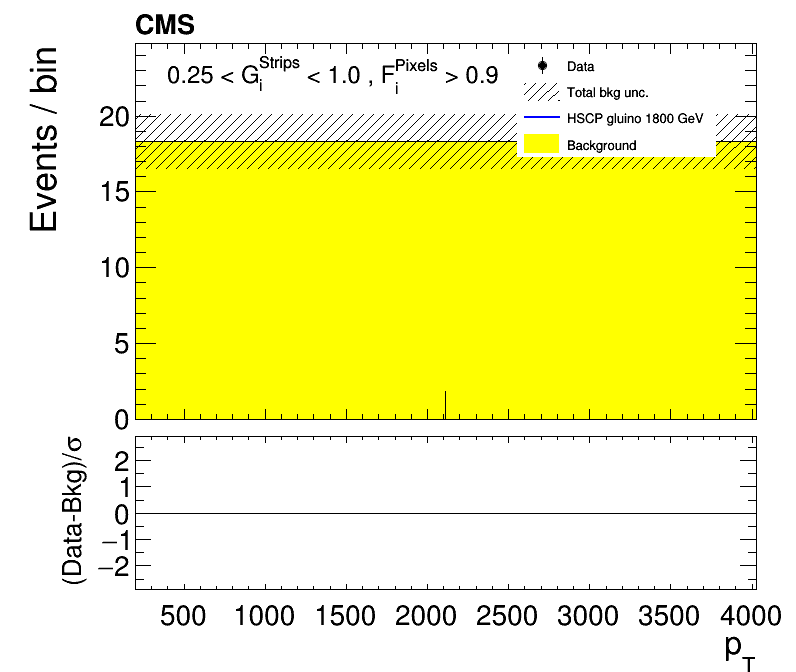 CMS
0.25 < G_i^Strips < 1.0 , F_i^Pixels > 0.9
Data
Total bkg unc.
HSCP gluino 1800 GeV
Background
Events / bin
20
15
10
5
0
(Data-Bkg)/σ
2
1
0
−1
−2
500 1000 1500 2000 2500 3000 3500 4000
p_T